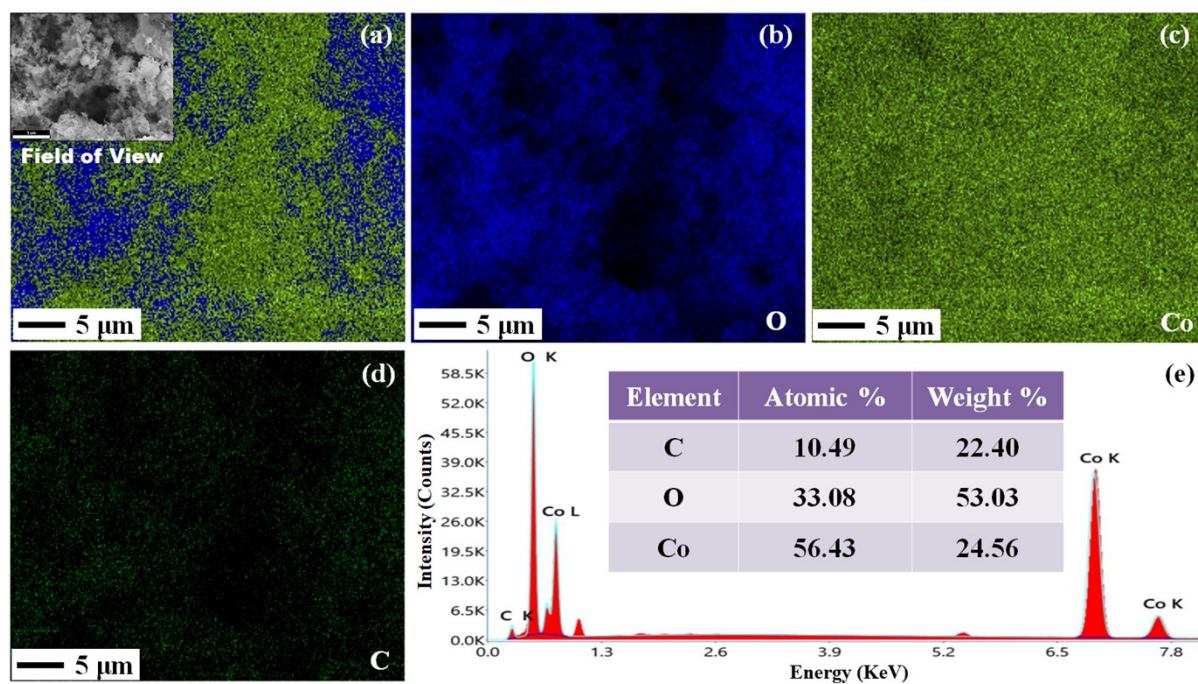 (a)
Field of View
5 μm
(b)
5 μm
O
(c)
5 μm
Co
(d)
5 μm
C
(e)
Intensity (Counts)
58.5K
52.0K
45.5K
39.0K
32.5K
26.0K
19.5K
13.0K
6.5K
0.0K
O K
Co L
C K
Co K
Co K
Element Atomic % Weight %
C 10.49 22.40
O 33.08 53.03
Co 56.43 24.56
0.0 1.3 2.6 3.9 5.2 6.5 7.8
Energy (KeV)